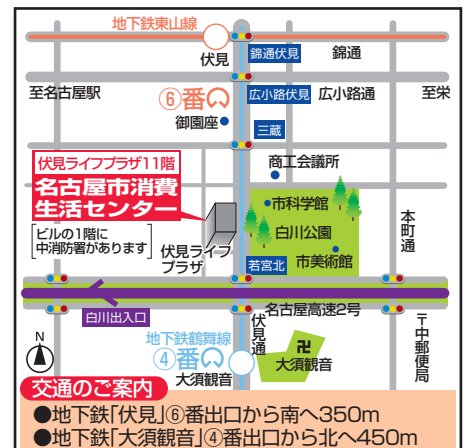 地下鉄東山線
伏見
錦通伏見
錦通
至名古屋駅
⑥番
広小路伏見
広小路通
至栄
御園座
三蔵
伏見ライフプラザ11階
名古屋市消費
生活センター
ビルの1階に
中消防署があります
伏見ライフ
プラザ
商工会議所
市科学館
白川公園
市美術館
若宮北
本町通
白川出入口
名古屋高速2号
伏見通
〒中郵便局
N
地下鉄鶴舞線
④番
大須観音
卍
大須観音
交通のご案内
●地下鉄「伏見」⑥番出口から南へ350m
●地下鉄「大須観音」④番出口から北へ450m